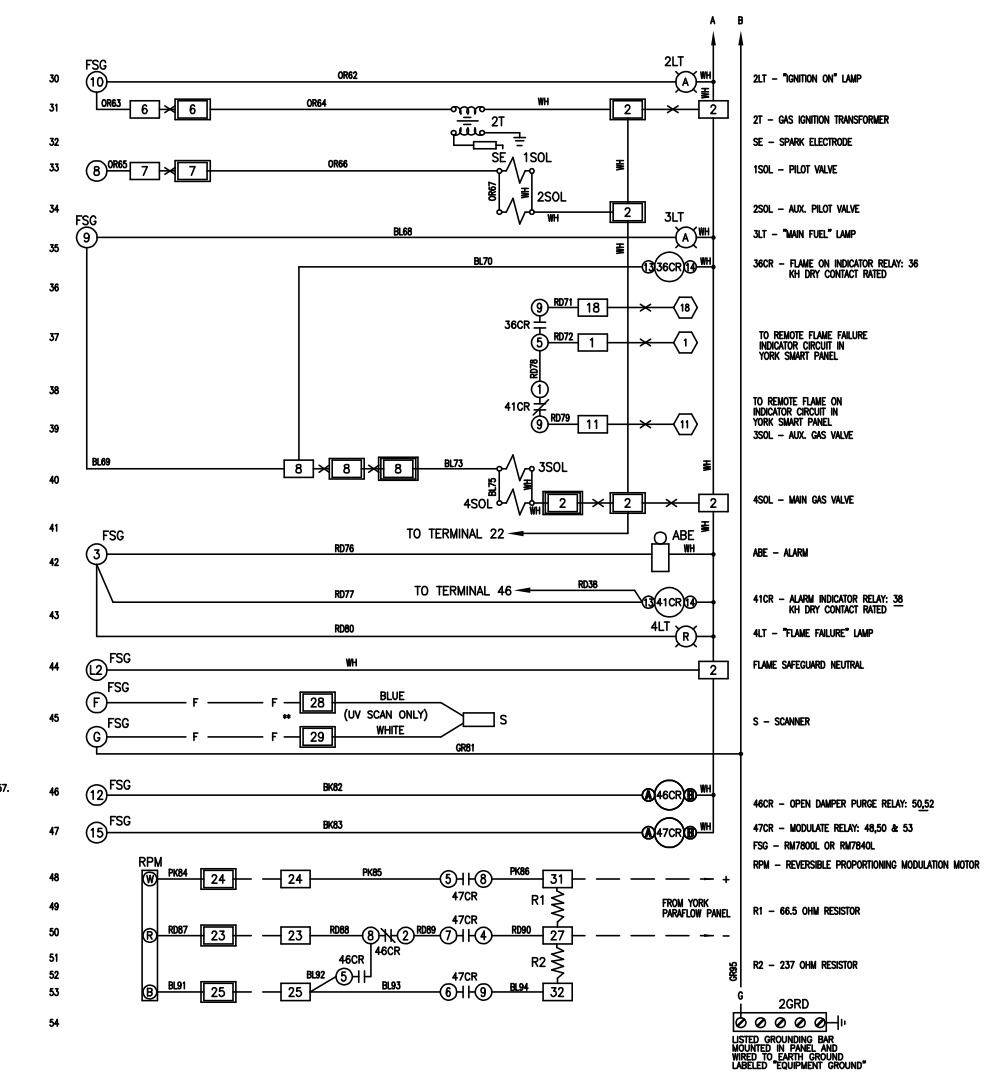 A B
30 FSG 10 OR62 2LT A WH 2LT – "IGNITION ON" LAMP
WH
31 OR63 6 6 OR64 WH 2 2
2T 2T – GAS IGNITION TRANSFORMER
32 SE – SPARK ELECTRODE
SE 1SOL
33 8 OR65 7 7 OR66 WH 1SOL – PILOT VALVE
OR67 WH
2SOL
34 WH 2 2SOL – AUX. PILOT VALVE
FSG 3LT
9 BL68 A WH 3LT – "MAIN FUEL" LAMP
35 WH
BL70 13 36CR 14 WH 36CR – FLAME ON INDICATOR RELAY: 36
KH DRY CONTACT RATED
36
9 RD71 18 18
36CR
37 5 RD72 1 1 TO REMOTE FLAME FAILURE
INDICATOR CIRCUIT IN
YORK SMART PANEL
RD78
38 1
41CR TO REMOTE FLAME ON
INDICATOR CIRCUIT IN
39 9 RD79 11 11 YORK SMART PANEL
3SOL – AUX. GAS VALVE
BL69 8 8 8 BL73 3SOL WH
40 BL75 WH
4SOL WH 2 2 2 4SOL – MAIN GAS VALVE
WH
41 TO TERMINAL 22
FSG ABE
42 3 RD76 WH ABE – ALARM
TO TERMINAL 46 RD38
RD77 13 41CR 14 41CR – ALARM INDICATOR RELAY: 38
KH DRY CONTACT RATED
43
RD80 4LT R 4LT – "FLAME FAILURE" LAMP
44 L2 FSG WH 2 FLAME SAFEGUARD NEUTRAL
FSG
F F F 28 BLUE
45 ** (UV SCAN ONLY) S S – SCANNER
FSG
G F F 29 WHITE
GR81
67.
46 12 FSG BK82 A 46CR B WH
46CR – OPEN DAMPER PURGE RELAY: 50,52
47 15 FSG BK83 A 47CR B WH 47CR – MODULATE RELAY: 48,50 & 53
FSG – RM7800L OR RM7840L
RPM RPM – REVERSIBLE PROPORTIONING MODULATION MOTOR
48 W PK84 24 24 PK85 5 8 PK86 31 +
47CR
49 R1 FROM YORK
PARAFLOW PANEL R1 – 66.5 OHM RESISTOR
47CR
50 R RD87 23 23 RD88 8 2 RD89 7 4 RD90 27 –
46CR
51 46CR R2 R2 – 237 OHM RESISTOR
52 BL92 5 47CR GR95
53 B BL91 25 25 BL93 6 9 BL94 32
G
2GRD
54
LISTED GROUNDING BAR
MOUNTED IN PANEL AND
WIRED TO EARTH GROUND
LABELED "EQUIPMENT GROUND"